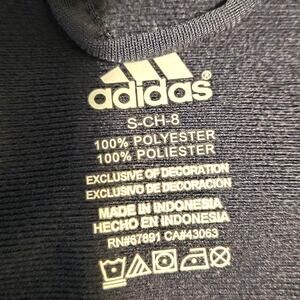 adidas®
S-CH-8
100% POLYESTER
100% POLIESTER
EXCLUSIVE OF DECORATION
EXCLUSIVO DE DECORACION
MADE IN INDONESIA
HECHO EN INDONESIA
RN#67891 CA#43063